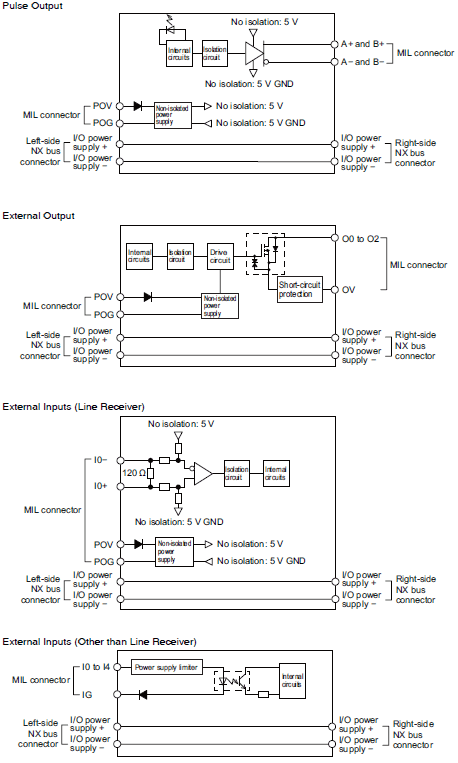 Pulse Output
No isolation: 5 V
Internal circuits
Isolation circuit
A+ and B+
A− and B−
MIL connector
No isolation: 5 V GND
MIL connector
POV
POG
Non-isolated power supply
No isolation: 5 V
No isolation: 5 V GND
Left-side NX bus connector
I/O power supply +
I/O power supply −
I/O power supply +
I/O power supply −
Right-side NX bus connector
External Output
Internal circuits
Isolation circuit
Drive circuit
O0 to O2
MIL connector
Short-circuit protection
OV
MIL connector
POV
POG
Non-isolated power supply
Left-side NX bus connector
I/O power supply +
I/O power supply −
I/O power supply +
I/O power supply −
Right-side NX bus connector
External Inputs (Line Receiver)
No isolation: 5 V
I0−
120 Ω
I0+
Isolation circuit
Internal circuits
MIL connector
No isolation: 5 V GND
POV
POG
Non-isolated power supply
No isolation: 5 V
No isolation: 5 V GND
Left-side NX bus connector
I/O power supply +
I/O power supply −
I/O power supply +
I/O power supply −
Right-side NX bus connector
External Inputs (Other than Line Receiver)
MIL connector
I0 to I4
IG
Power supply limiter
Internal circuits
Left-side NX bus connector
I/O power supply +
I/O power supply −
I/O power supply +
I/O power supply −
Right-side NX bus connector